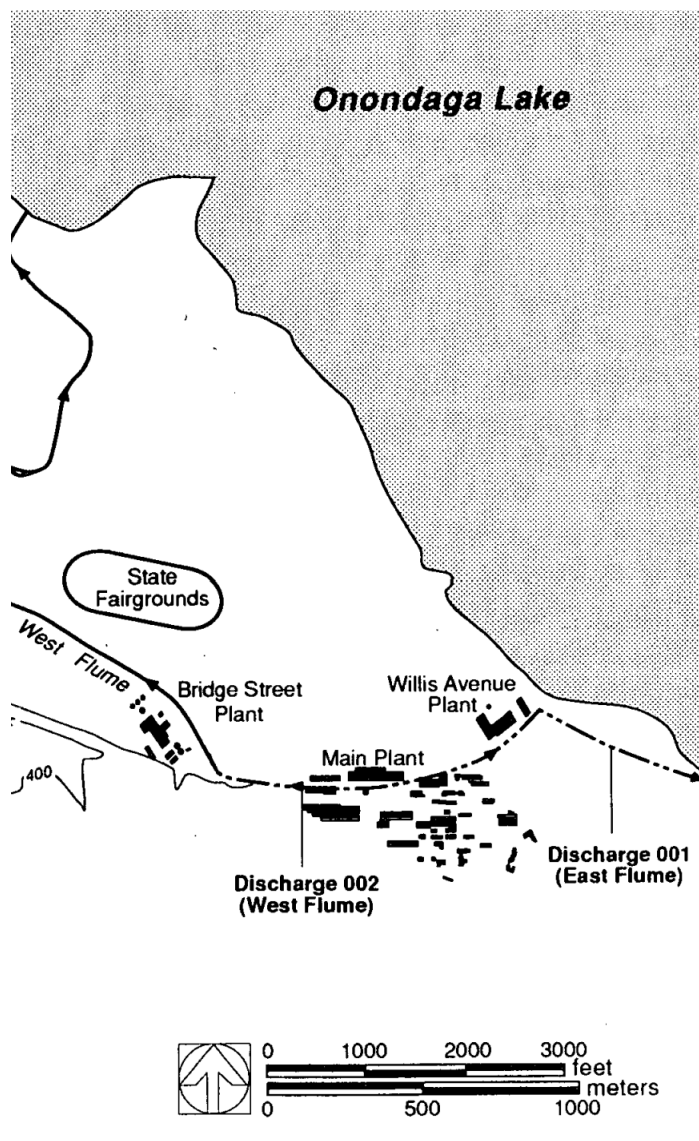 Onondaga Lake
State
Fairgrounds
West Flume
Bridge Street
Plant
Willis Avenue
Plant
Main Plant
400
Discharge 002
(West Flume)
Discharge 001
(East Flume)
0 1000 2000 3000
feet
meters
0 500 1000